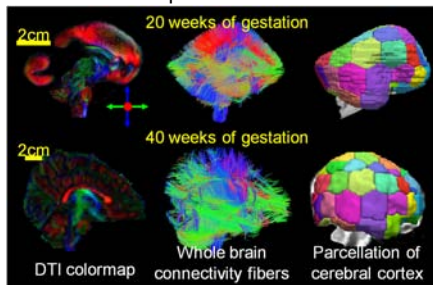 20 weeks of gestation
2cm
40 weeks of gestation
2cm
DTI colormap
Whole brain
connectivity fibers
Parcellation of
cerebral cortex